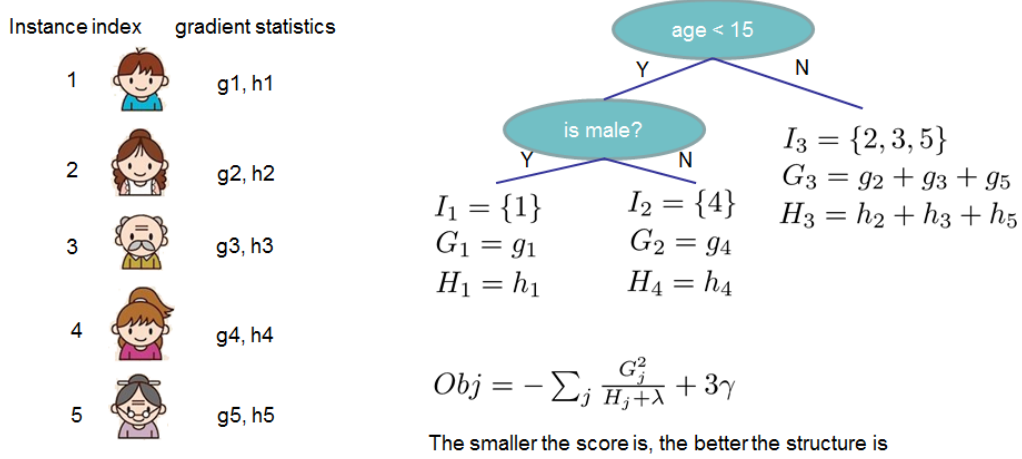 Instance index gradient statistics
1 g1, h1
2 g2, h2
3 g3, h3
4 g4, h4
5 g5, h5
age < 15
Y N
is male?
Y N
I₁ = {1}
G₁ = g₁
H₁ = h₁
I₂ = {4}
G₂ = g₄
H₄ = h₄
I₃ = {2, 3, 5}
G₃ = g₂ + g₃ + g₅
H₃ = h₂ + h₃ + h₅
Obj = − ∑ⱼ Gⱼ² / (Hⱼ+λ) + 3γ
The smaller the score is, the better the structure is